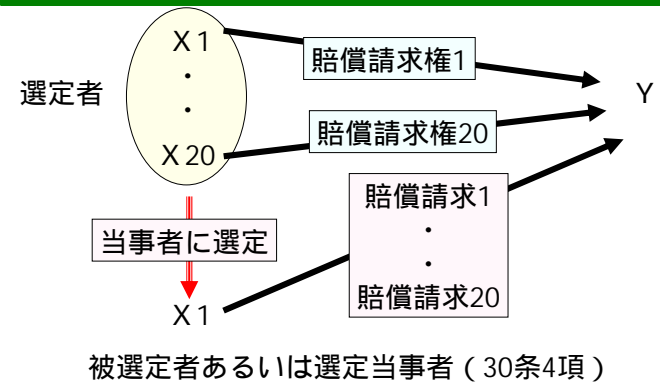 X1
・
・
X20
選定者
賠償請求権1
賠償請求権20
Y
当事者に選定
X1
賠償請求1
・
・
賠償請求20
被選定者あるいは選定当事者（30条4項）